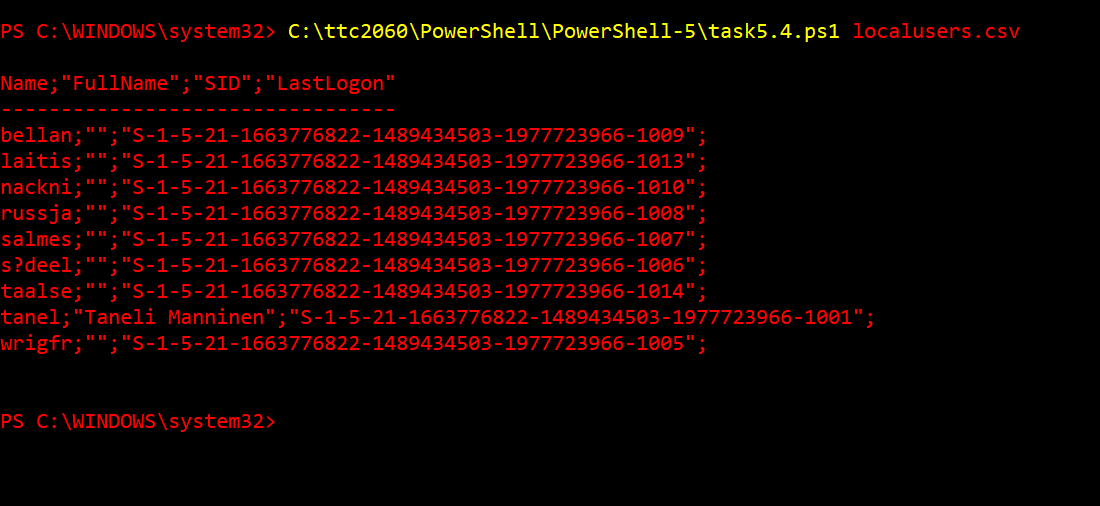 PS C:\WINDOWS\system32> C:\ttc2060\PowerShell\PowerShell-5\task5.4.ps1 localusers.csv
Name;"FullName";"SID";"LastLogon"
---------------------------------
bellan;"";"S-1-5-21-1663776822-1489434503-1977723966-1009";
laitis;"";"S-1-5-21-1663776822-1489434503-1977723966-1013";
nackni;"";"S-1-5-21-1663776822-1489434503-1977723966-1010";
russja;"";"S-1-5-21-1663776822-1489434503-1977723966-1008";
salmes;"";"S-1-5-21-1663776822-1489434503-1977723966-1007";
s?deel;"";"S-1-5-21-1663776822-1489434503-1977723966-1006";
taalse;"";"S-1-5-21-1663776822-1489434503-1977723966-1014";
tanel;"Taneli Manninen";"S-1-5-21-1663776822-1489434503-1977723966-1001";
wrigfr;"";"S-1-5-21-1663776822-1489434503-1977723966-1005";
PS C:\WINDOWS\system32>